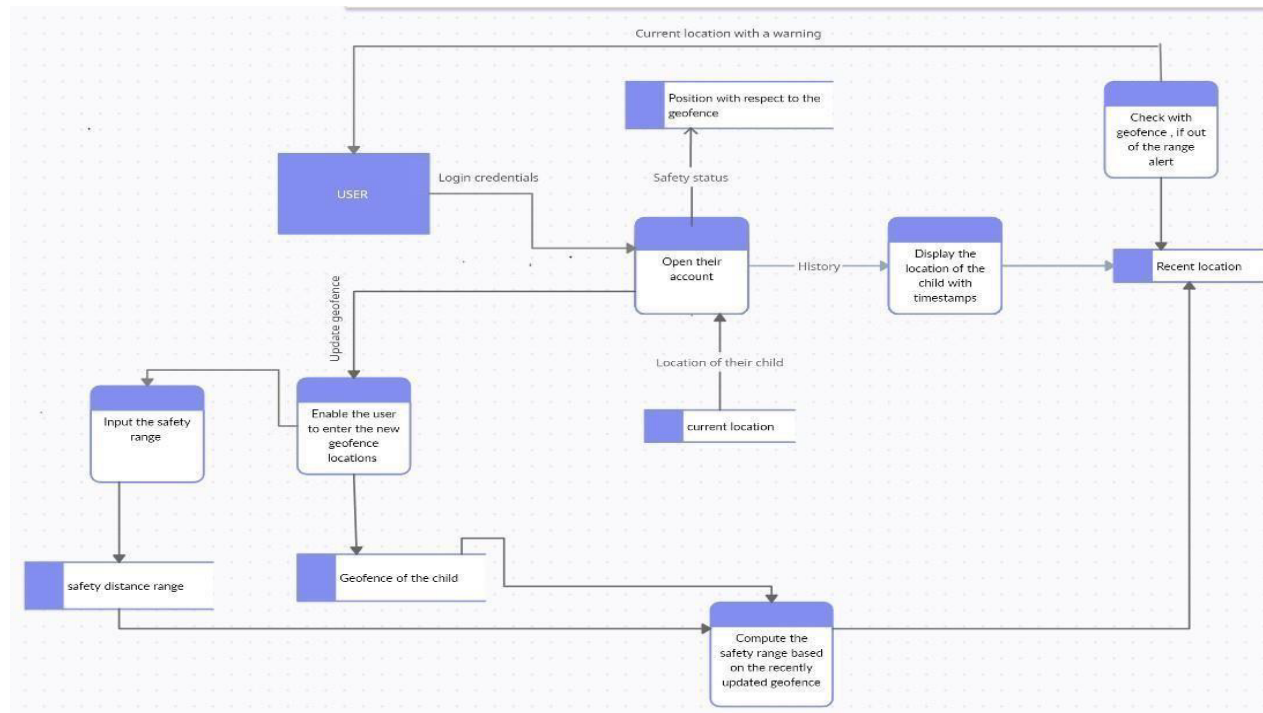 Current location with a warning
Position with respect to the
geofence
Check with
geofence , if out
of the range
alert
USER
Login credentials
Safety status
Open their
account
History
Display the
location of the
child with
timestamps
Recent location
Update geofence
Location of their child
Input the safety
range
Enable the user
to enter the new
geofence
locations
current location
safety distance range
Geofence of the child
Compute the
safety range based
on the recently
updated geofence